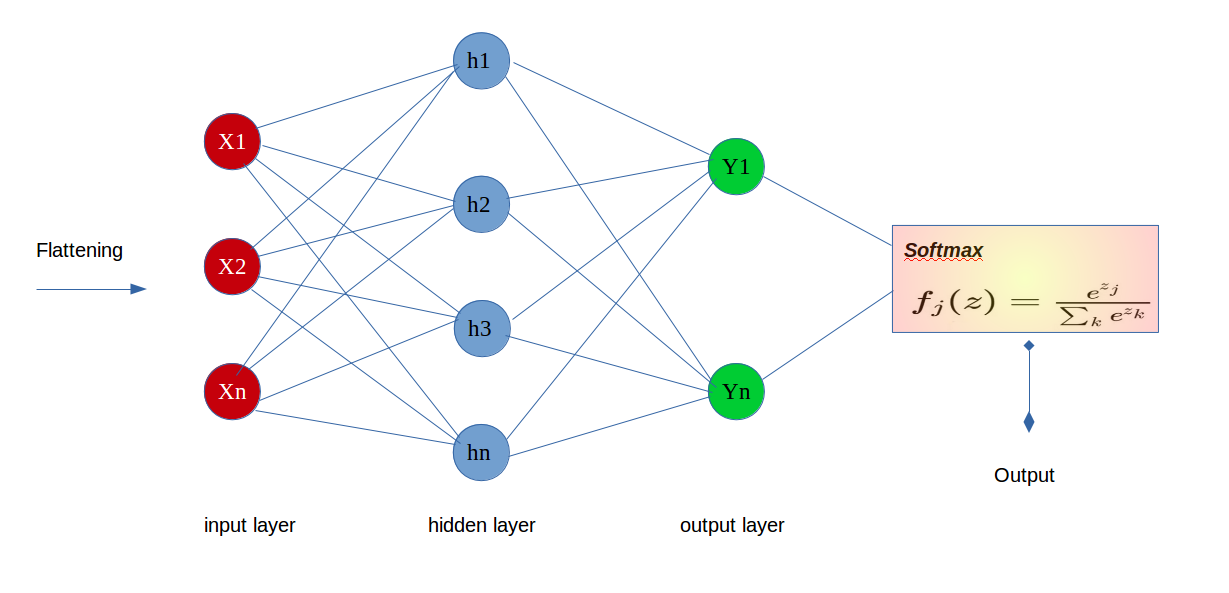 Flattening
X1
X2
Xn
h1
h2
h3
hn
Y1
Yn
Softmax
f_j(z) = \frac{e^{z_j}}{\sum_k e^{z_k}}
Output
input layer
hidden layer
output layer